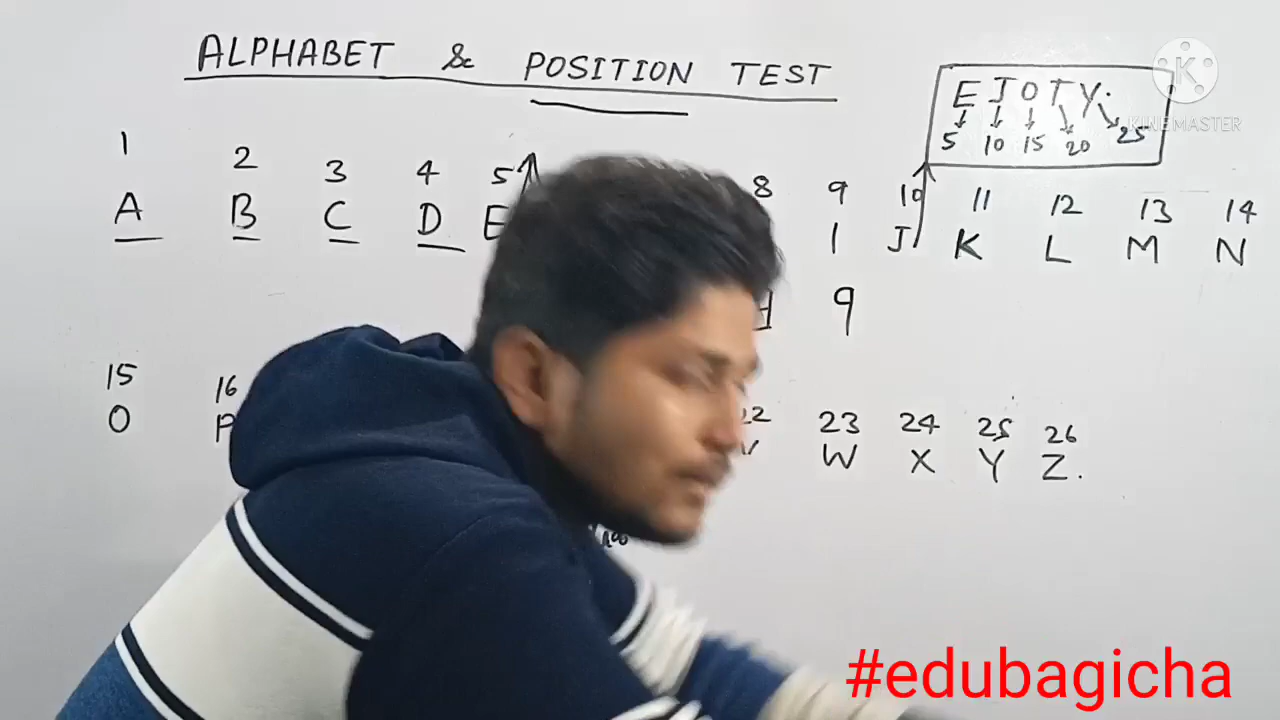 ALPHABET & POSITION TEST
E J O T Y.
5 10 15 20 25
K
KINEMASTER
1 2 3 4 5 8 9 10 11 12 13 14
A B C D E I J K L M N
9
15 16 22 23 24 25 26
O P V W X Y Z.
#edubagicha